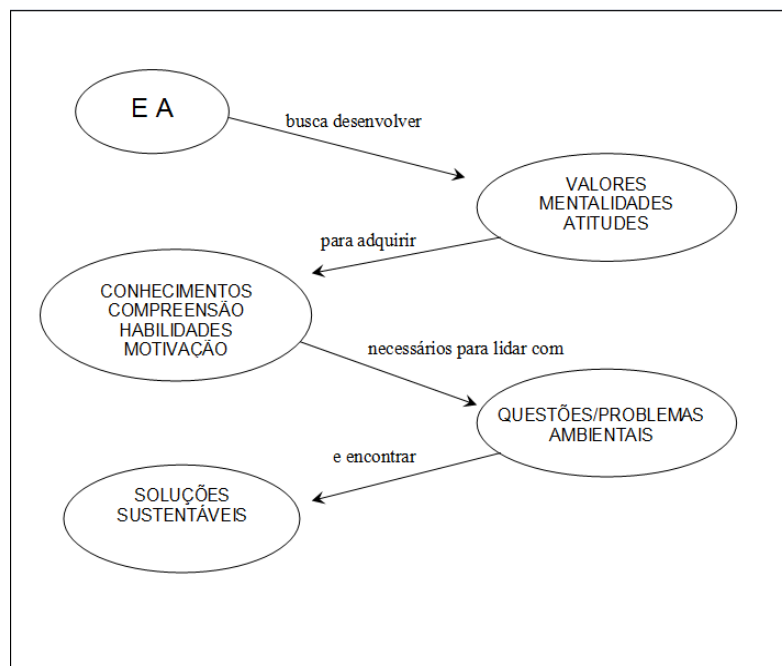 E A
busca desenvolver
VALORES
MENTALIDADES
ATITUDES
para adquirir
CONHECIMENTOS
COMPREENSÃO
HABILIDADES
MOTIVAÇÃO
necessários para lidar com
QUESTÕES/PROBLEMAS
AMBIENTAIS
e encontrar
SOLUÇÕES
SUSTENTÁVEIS